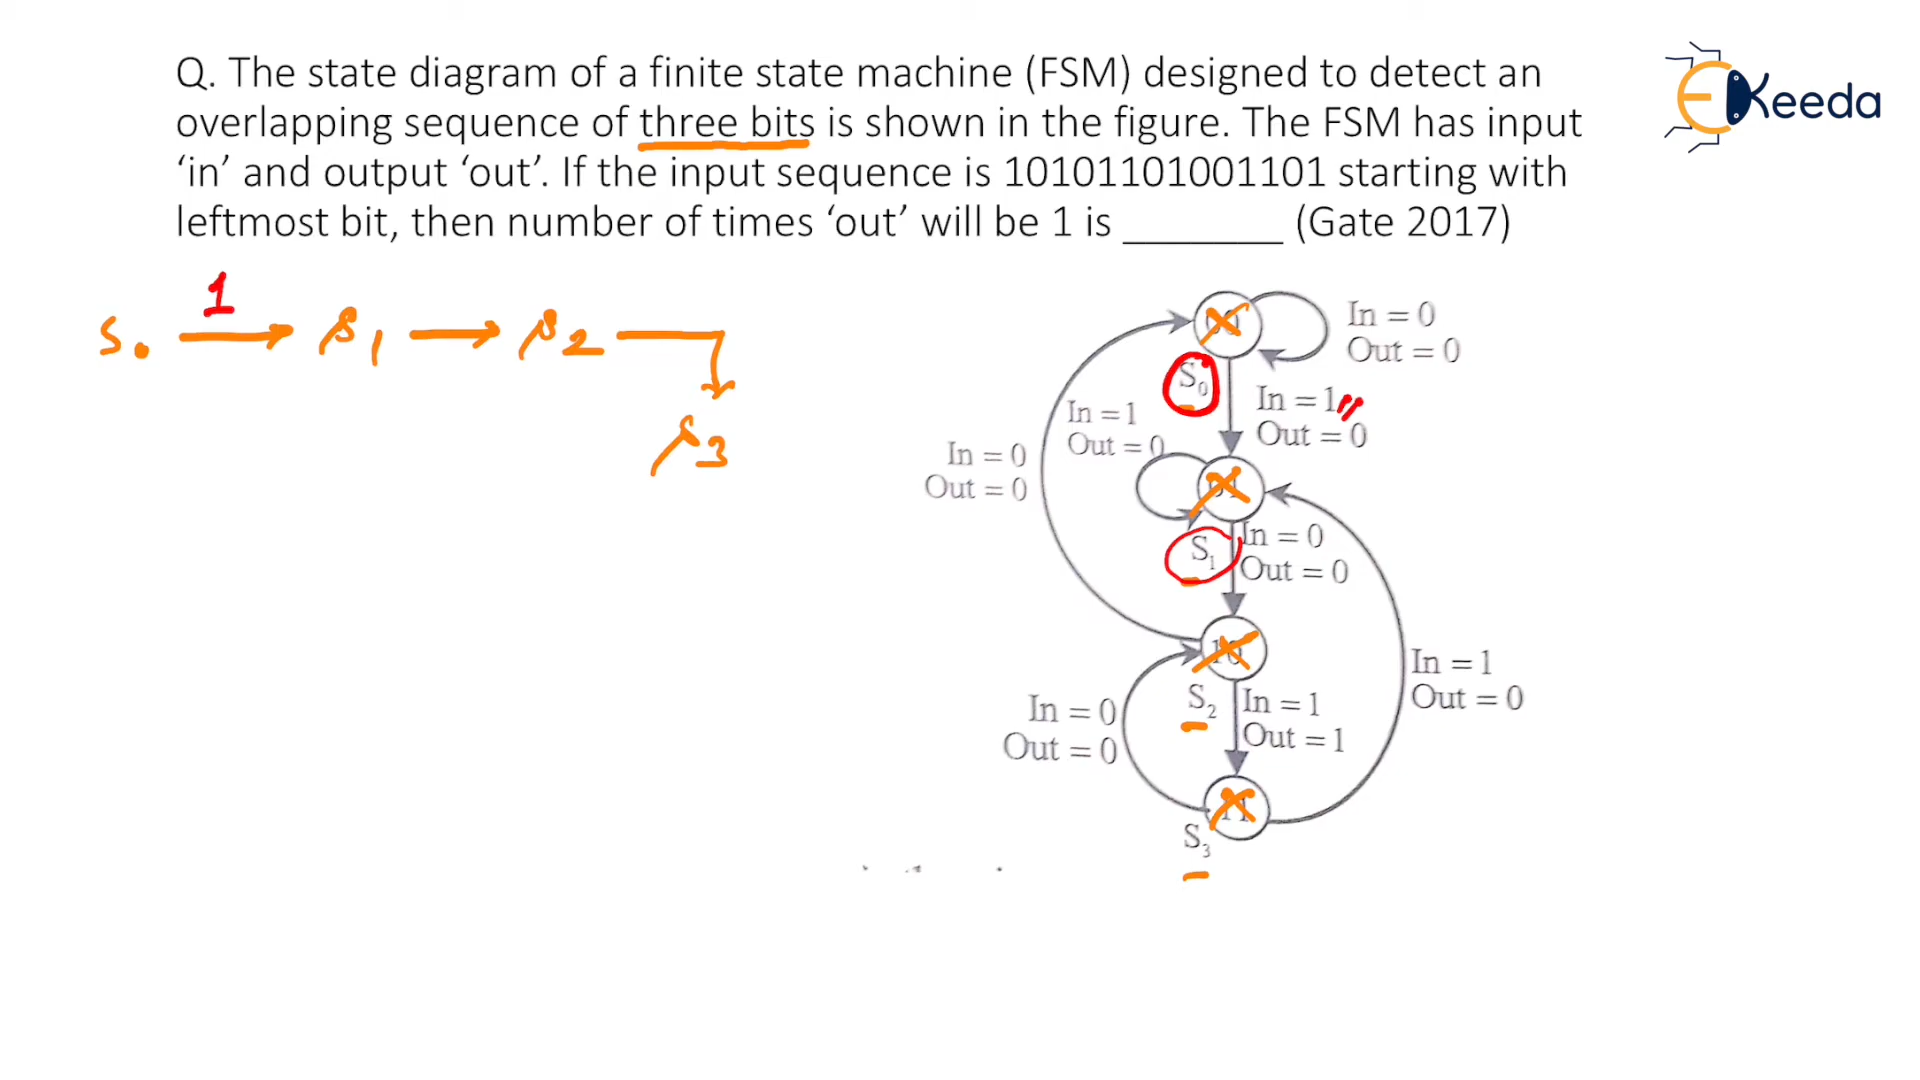 Q. The state diagram of a finite state machine (FSM) designed to detect an
overlapping sequence of three bits is shown in the figure. The FSM has input
‘in’ and output ‘out’. If the input sequence is 10101101001101 starting with
leftmost bit, then number of times ‘out’ will be 1 is _______ (Gate 2017)
EKeeda
1
S0 S1 S2
S3
In = 0
Out = 0
S0
In = 1
Out = 0
In = 1
Out = 0
In = 0
Out = 0
S1
In = 0
Out = 0
10
S2
In = 1
Out = 1
In = 0
Out = 0
In = 1
Out = 0
11
S3